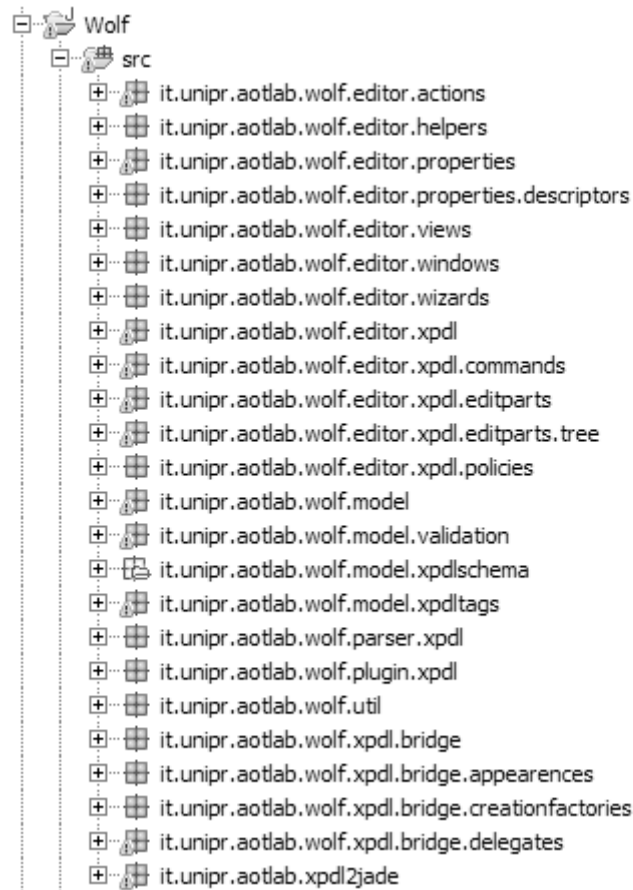 Wolf
src
it.unipr.aotlab.wolf.editor.actions
it.unipr.aotlab.wolf.editor.helpers
it.unipr.aotlab.wolf.editor.properties
it.unipr.aotlab.wolf.editor.properties.descriptors
it.unipr.aotlab.wolf.editor.views
it.unipr.aotlab.wolf.editor.windows
it.unipr.aotlab.wolf.editor.wizards
it.unipr.aotlab.wolf.editor.xpdl
it.unipr.aotlab.wolf.editor.xpdl.commands
it.unipr.aotlab.wolf.editor.xpdl.editparts
it.unipr.aotlab.wolf.editor.xpdl.editparts.tree
it.unipr.aotlab.wolf.editor.xpdl.policies
it.unipr.aotlab.wolf.model
it.unipr.aotlab.wolf.model.validation
it.unipr.aotlab.wolf.model.xpdlschema
it.unipr.aotlab.wolf.model.xpdltags
it.unipr.aotlab.wolf.parser.xpdl
it.unipr.aotlab.wolf.plugin.xpdl
it.unipr.aotlab.wolf.util
it.unipr.aotlab.wolf.xpdl.bridge
it.unipr.aotlab.wolf.xpdl.bridge.appearences
it.unipr.aotlab.wolf.xpdl.bridge.creationfactories
it.unipr.aotlab.wolf.xpdl.bridge.delegates
it.unipr.aotlab.xpdl2jade